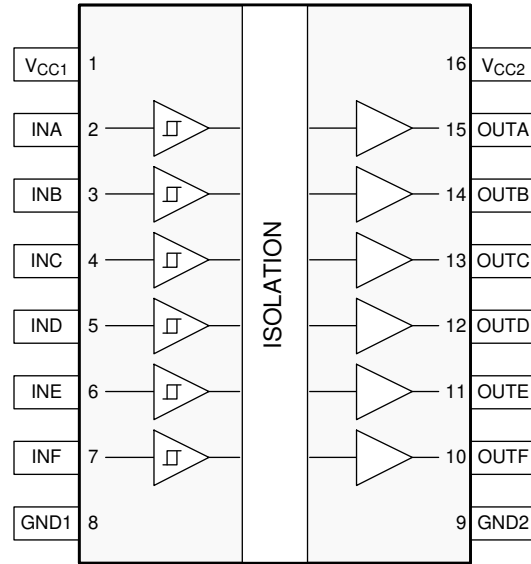 VCC1 1 16 VCC2
INA 2 15 OUTA
INB 3 14 OUTB
INC 4 13 OUTC
IND 5 12 OUTD
INE 6 11 OUTE
INF 7 10 OUTF
GND1 8 9 GND2
ISOLATION